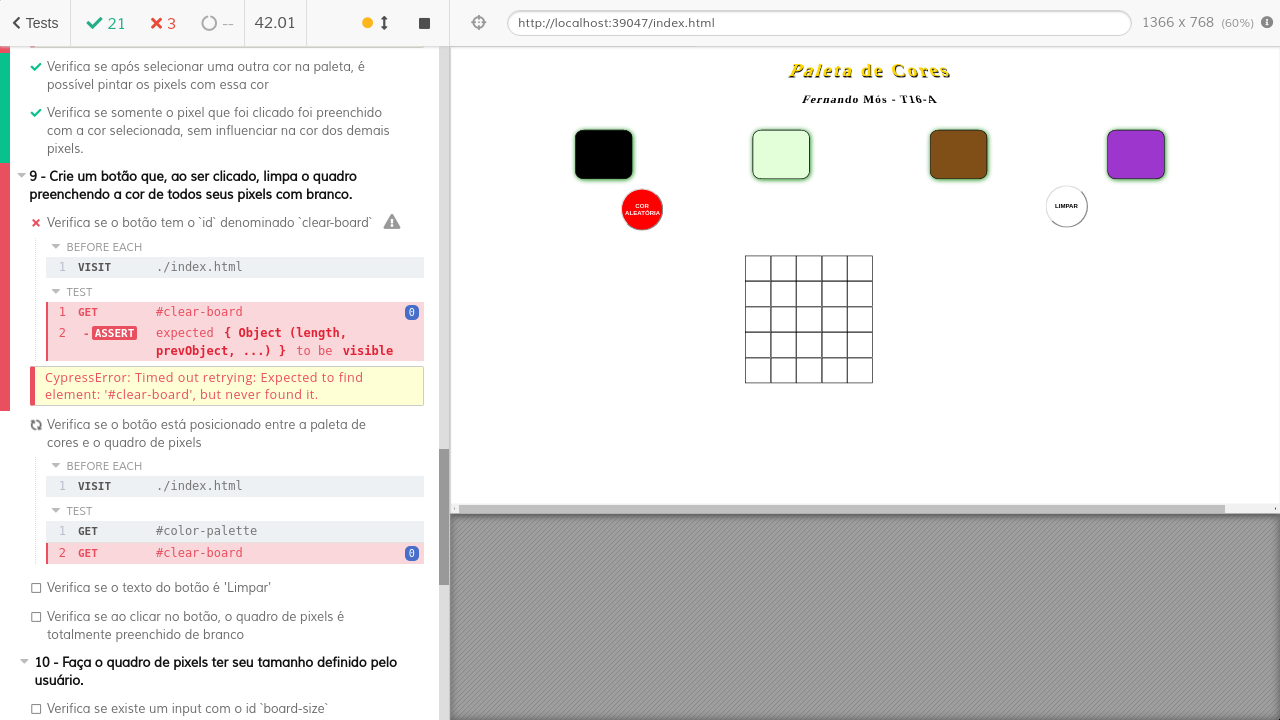 Tests
21
3
--
42.01
http://localhost:39047/index.html
1366 x 768 (60%)
Verifica se após selecionar uma outra cor na paleta, é
possível pintar os pixels com essa cor
Verifica se somente o pixel que foi clicado foi preenchido
com a cor selecionada, sem influenciar na cor dos demais
pixels.
9 - Crie um botão que, ao ser clicado, limpa o quadro
preenchendo a cor de todos seus pixels com branco.
Verifica se o botão tem o `id` denominado `clear-board`
BEFORE EACH
1 VISIT ./index.html
TEST
1 GET #clear-board 0
2 -ASSERT expected { Object (length,
prevObject, ...) } to be visible
CypressError: Timed out retrying: Expected to find
element: '#clear-board', but never found it.
Verifica se o botão está posicionado entre a paleta de
cores e o quadro de pixels
BEFORE EACH
1 VISIT ./index.html
TEST
1 GET #color-palette
2 GET #clear-board 0
Verifica se o texto do botão é 'Limpar'
Verifica se ao clicar no botão, o quadro de pixels é
totalmente preenchido de branco
10 - Faça o quadro de pixels ter seu tamanho definido pelo
usuário.
Verifica se existe um input com o id `board-size`
Paleta de Cores
Fernando Mós - T16-A
COR
ALEATÓRIA
LIMPAR